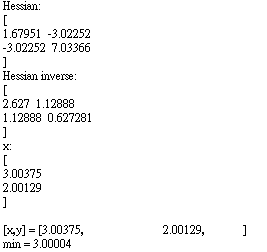 Hessian:
[
1.67951 -3.02252
-3.02252 7.03366
]
Hessian inverse:
[
2.627 1.12888
1.12888 0.627281
]
x:
[
3.00375
2.00129
]
[x,y] = [3.00375, 2.00129, ]
min = 3.00004